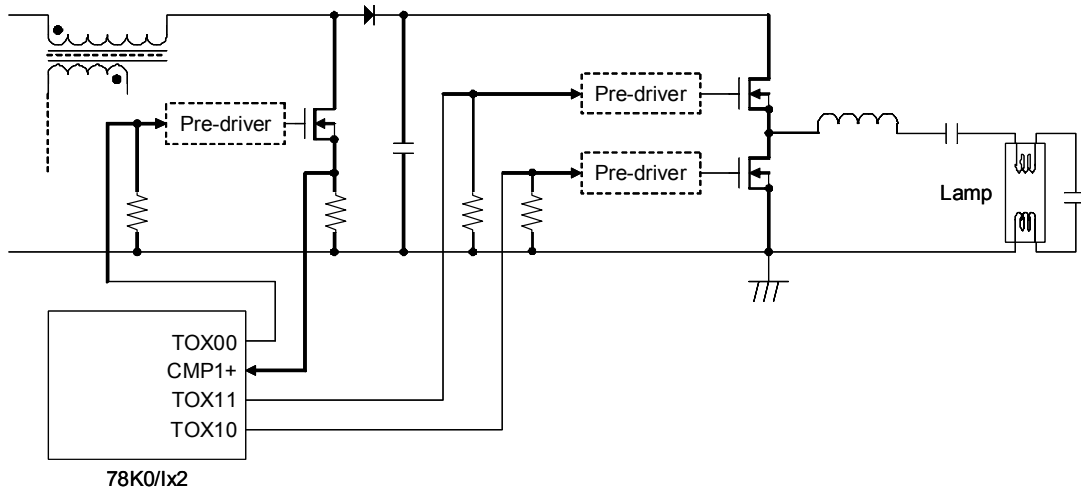 Pre-driver
Pre-driver
Pre-driver
Lamp
TOX00
CMP1+
TOX11
TOX10
78K0/Ix2